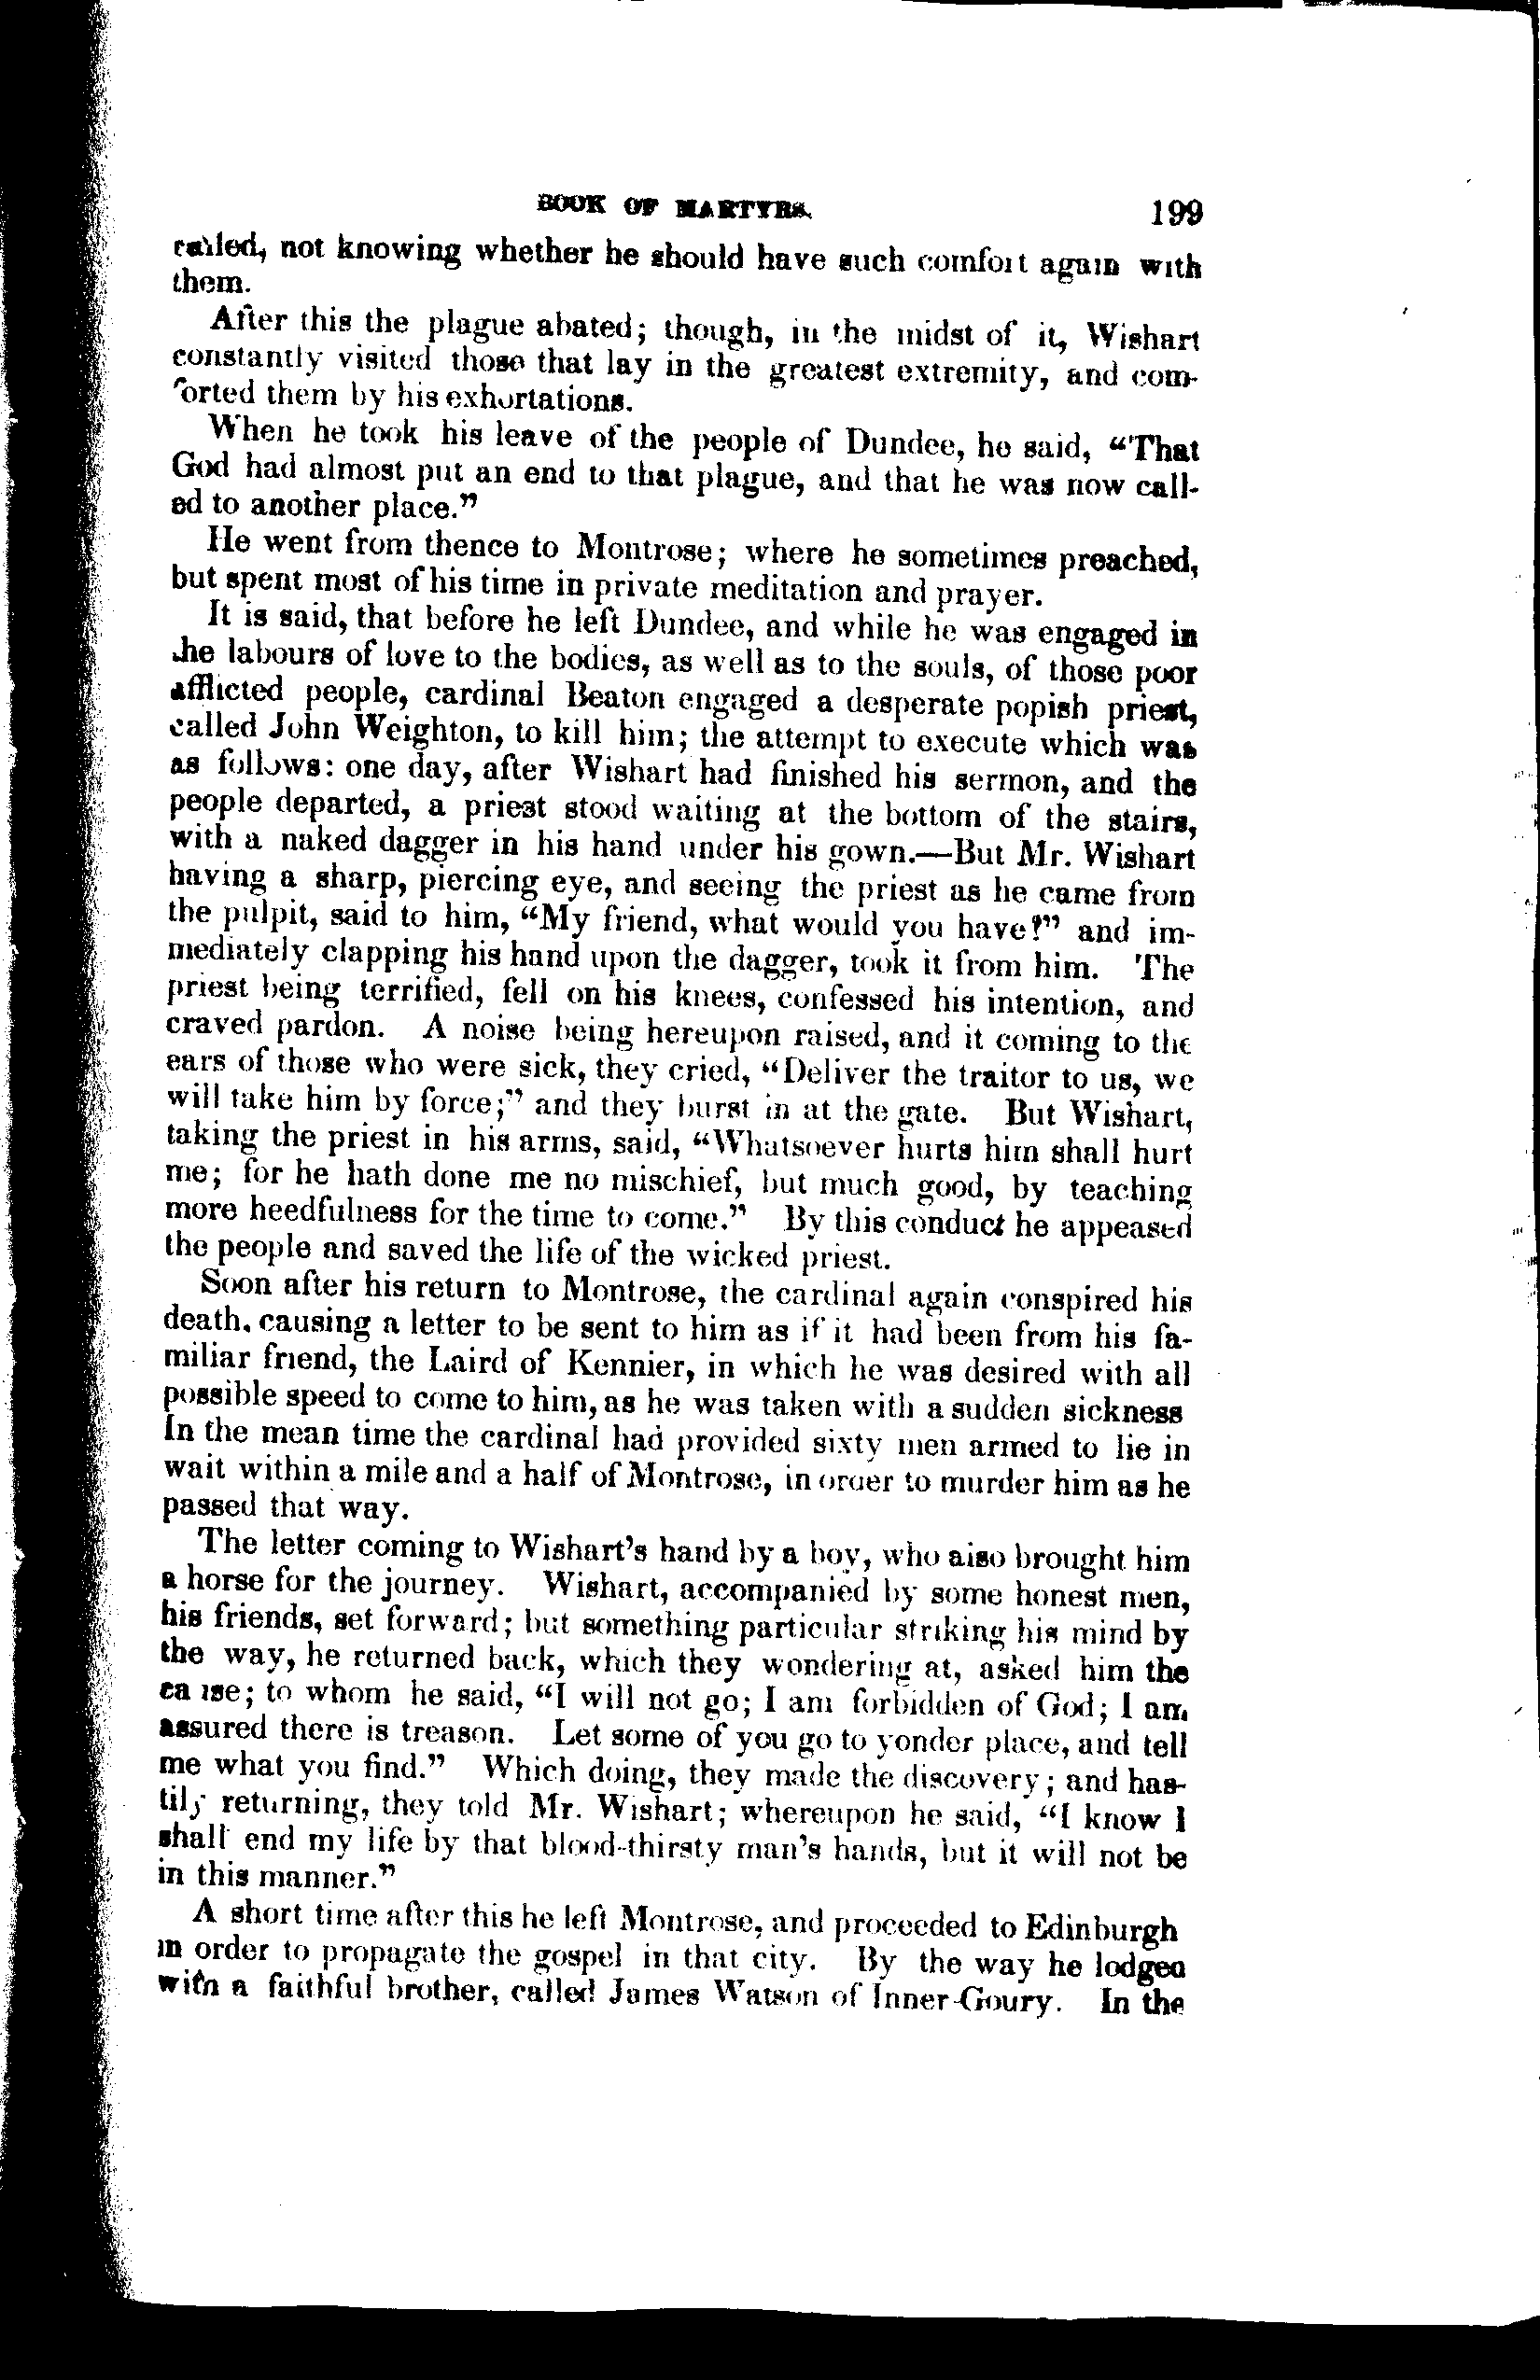 BOOK OF MARTYRS. 199
called, not knowing whether he should have such comfort again with
them.
After this the plague abated; though, in the midst of it, Wishart
constantly visited those that lay in the greatest extremity, and com-
forted them by his exhortations.
When he took his leave of the people of Dundee, he said, “That
God had almost put an end to that plague, and that he was now call-
ed to another place.”
He went from thence to Montrose; where he sometimes preached,
but spent most of his time in private meditation and prayer.
It is said, that before he left Dundee, and while he was engaged in
the labours of love to the bodies, as well as to the souls, of those poor
afflicted people, cardinal Beaton engaged a desperate popish priest,
called John Weighton, to kill him; the attempt to execute which was
as follows: one day, after Wishart had finished his sermon, and the
people departed, a priest stood waiting at the bottom of the stairs,
with a naked dagger in his hand under his gown.—But Mr. Wishart
having a sharp, piercing eye, and seeing the priest as he came from
the pulpit, said to him, “My friend, what would you have?” and im-
mediately clapping his hand upon the dagger, took it from him. The
priest being terrified, fell on his knees, confessed his intention, and
craved pardon. A noise being hereupon raised, and it coming to the
ears of those who were sick, they cried, “Deliver the traitor to us, we
will take him by force;” and they burst in at the gate. But Wishart,
taking the priest in his arms, said, “Whatsoever hurts him shall hurt
me; for he hath done me no mischief, but much good, by teaching
more heedfulness for the time to come.” By this conduct he appeased
the people and saved the life of the wicked priest.
Soon after his return to Montrose, the cardinal again conspired his
death, causing a letter to be sent to him as if it had been from his fa-
miliar friend, the Laird of Kennier, in which he was desired with all
possible speed to come to him, as he was taken with a sudden sickness
In the mean time the cardinal had provided sixty men armed to lie in
wait within a mile and a half of Montrose, in order to murder him as he
passed that way.
The letter coming to Wishart’s hand by a boy, who also brought him
a horse for the journey. Wishart, accompanied by some honest men,
his friends, set forward; but something particular striking his mind by
the way, he returned back, which they wondering at, asked him the
cause; to whom he said, “I will not go; I am forbidden of God; I am
assured there is treason. Let some of you go to yonder place, and tell
me what you find.” Which doing, they made the discovery; and has-
tily returning, they told Mr. Wishart; whereupon he said, “I know I
shall end my life by that blood-thirsty man’s hands, but it will not be
in this manner.”
A short time after this he left Montrose, and proceeded to Edinburgh
in order to propagate the gospel in that city. By the way he lodged
with a faithful brother, called James Watson of Inner-Goury. In the